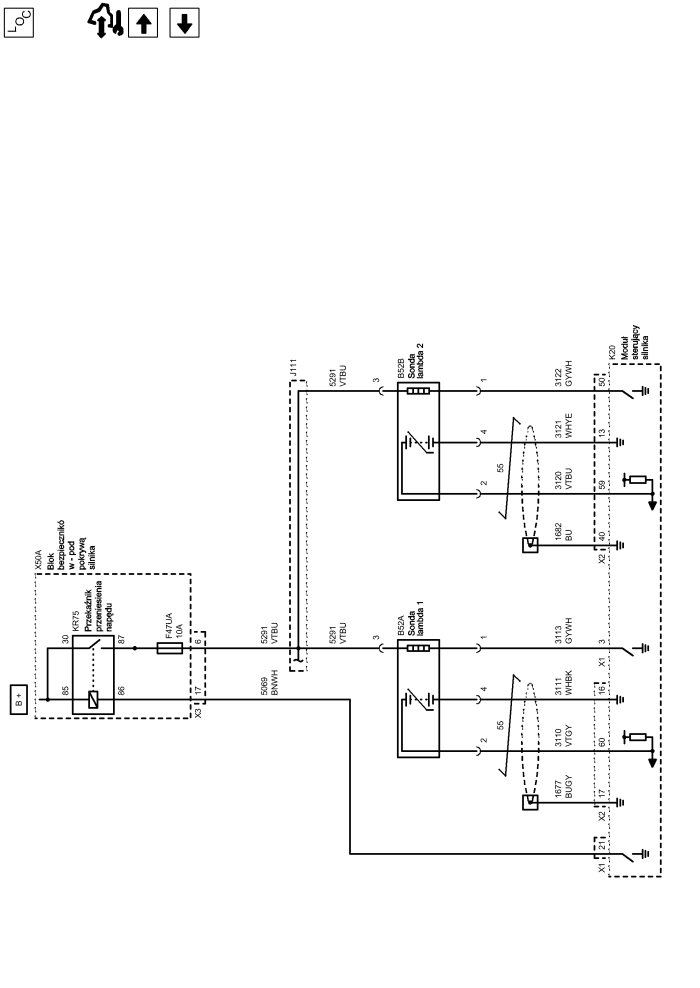 LOC
B +
X50A
Blok
bezpiecznikó
w - pod
pokrywą
silnika
KR75
Przekaźnik
przeniesienia
napędu
85
30
86
87
F47UA
10A
X3
17
6
5069
BNWH
5291
VTBU
J111
5291
VTBU
5291
VTBU
3
B52A
Sonda
lambda 1
2
4
1
3
B52B
Sonda
lambda 2
2
4
1
55
55
1677
BUGY
3110
VTGY
3111
WHBK
3113
GYWH
1682
BU
3120
VTBU
3121
WHYE
3122
GYWH
X1
21
X2
17
60
16
X1
3
X2
40
59
13
50
K20
Moduł
sterujący
silnika